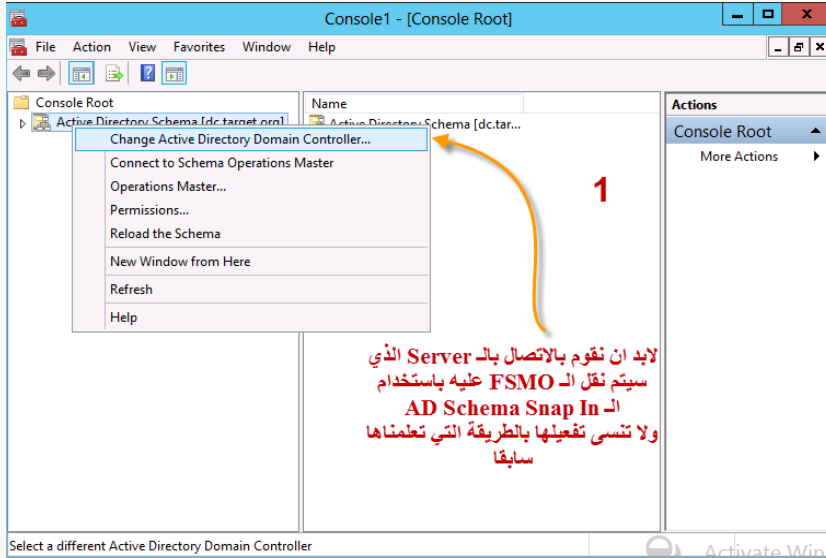 Console1 - [Console Root]
File Action View Favorites Window Help
Console Root
Active Directory Schema [dc.target.org]
Name
Active Directory Schema [dc.tar...
Actions
Console Root
More Actions
Change Active Directory Domain Controller...
Connect to Schema Operations Master
Operations Master...
Permissions...
Reload the Schema
New Window from Here
Refresh
Help
1
لابد ان نقوم بالاتصال بالـ Server الذي
سيتم نقل الـ FSMO عليه باستخدام
الـ AD Schema Snap In
ولا تنسى تفعيلها بالطريقة التي تعلمناها
سابقا
Select a different Active Directory Domain Controller
Activate Win